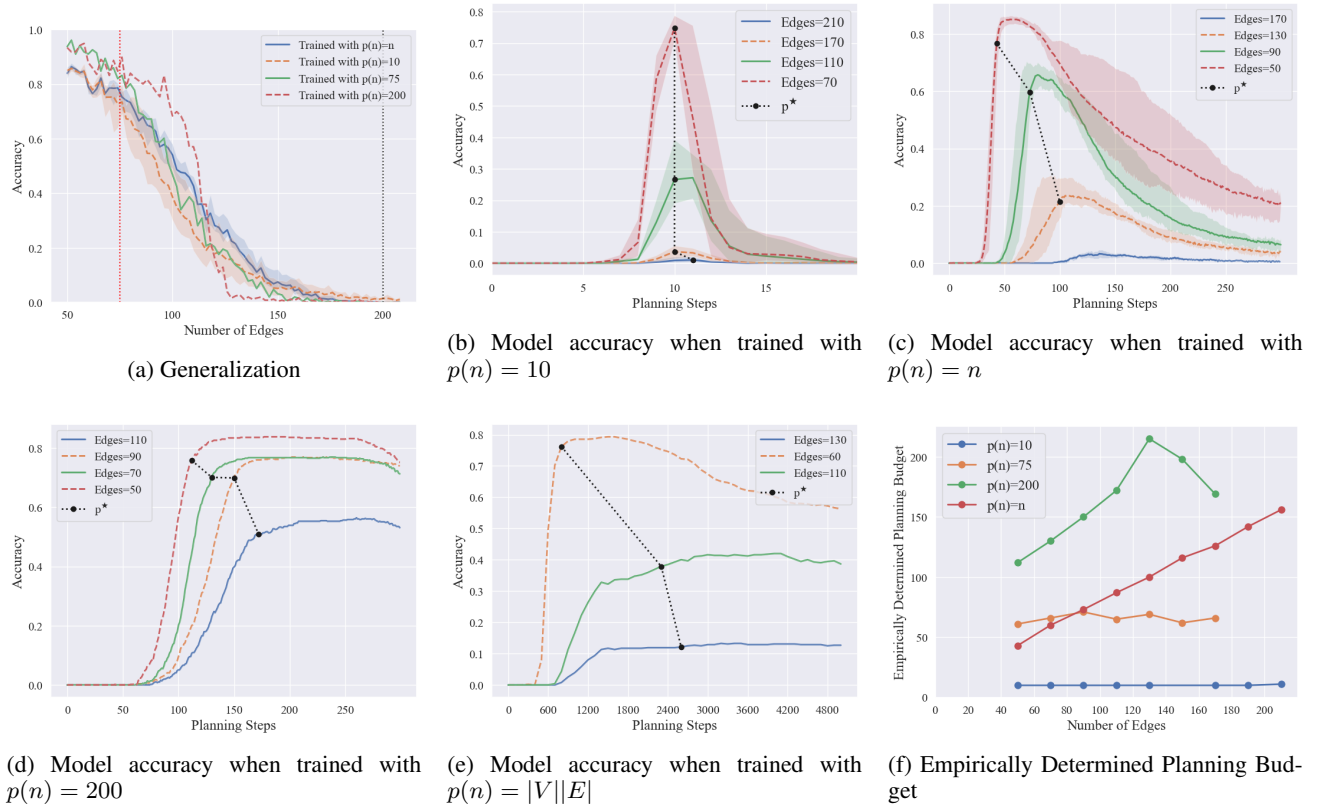 1.0
0.8
0.6
0.4
0.2
0.0
Accuracy
50
100
150
200
Number of Edges
Trained with p(n)=n
Trained with p(n)=10
Trained with p(n)=75
Trained with p(n)=200
(a) Generalization
0.8
0.7
0.6
0.5
0.4
0.3
0.2
0.1
0.0
Accuracy
0
5
10
15
Planning Steps
Edges=210
Edges=170
Edges=110
Edges=70
p★
(b) Model accuracy when trained with
p(n) = 10
0.8
0.6
0.4
0.2
0.0
Accuracy
0
50
100
150
200
250
Planning Steps
Edges=170
Edges=130
Edges=90
Edges=50
p★
(c) Model accuracy when trained with
p(n) = n
0.8
0.6
0.4
0.2
0.0
Accuracy
0
50
100
150
200
250
Planning Steps
Edges=110
Edges=90
Edges=70
Edges=50
p★
(d) Model accuracy when trained with
p(n) = 200
0.8
0.7
0.6
0.5
0.4
0.3
0.2
0.1
0.0
Accuracy
0
600
1200
1800
2400
3000
3600
4200
4800
Planning Steps
Edges=130
Edges=60
Edges=110
p★
(e) Model accuracy when trained with
p(n) = |V||E|
200
150
100
50
0
Empirically Determined Planning Budget
0
20
40
60
80
100
120
140
160
180
200
Number of Edges
p(n)=10
p(n)=75
p(n)=200
p(n)=n
(f) Empirically Determined Planning Bud-
get